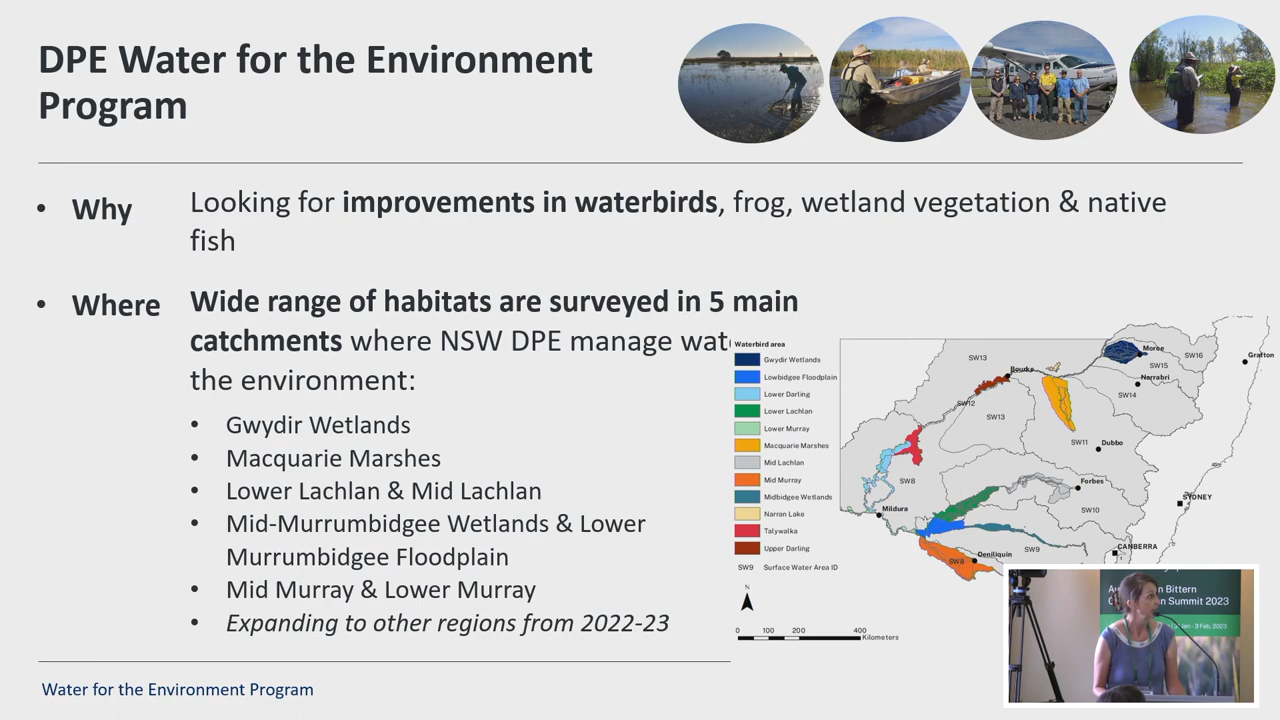 DPE Water for the Environment
Program
• Why
Looking for improvements in waterbirds, frog, wetland vegetation & native
fish
• Where
Wide range of habitats are surveyed in 5 main
catchments where NSW DPE manage
the environment:
• Gwydir Wetlands
• Macquarie Marshes
• Lower Lachlan & Mid Lachlan
• Mid-Murrumbidgee Wetlands & Lower
Murrumbidgee Floodplain
• Mid Murray & Lower Murray
• Expanding to other regions from 2022-23
Water for the Environment Program
Waterbird area
Gwydir Wetlands
Lowbidgee Floodplain
Lower Darling
Lower Lachlan
Lower Murray
Macquarie Marshes
Mid Lachlan
Mid Murray
Midbidgee Wetlands
Narran Lake
Talywalka
Upper Darling
SW9 Surface Water Area ID
N
0 100 200 400
Kilometers
SW13
Moree
SW16
Grafton
Bourke
SW15
Narrabri
SW12
SW14
SW13
SW11
Dubbo
SW8
Forbes
SYDNEY
Mildura
SW10
SW9
CANBERRA
SW8
Deniliquin
Bittern
Summit 2023
3 Feb, 2023